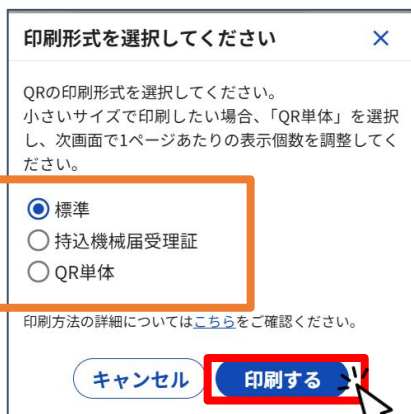 印刷形式を選択してください
QRの印刷形式を選択してください。
小さいサイズで印刷したい場合、「QR単体」を選択
し、次画面で1ページあたりの表示個数を調整してく
ださい。
標準
持込機械届受理証
QR単体
印刷方法の詳細についてはこちらをご確認ください。
キャンセル 印刷する